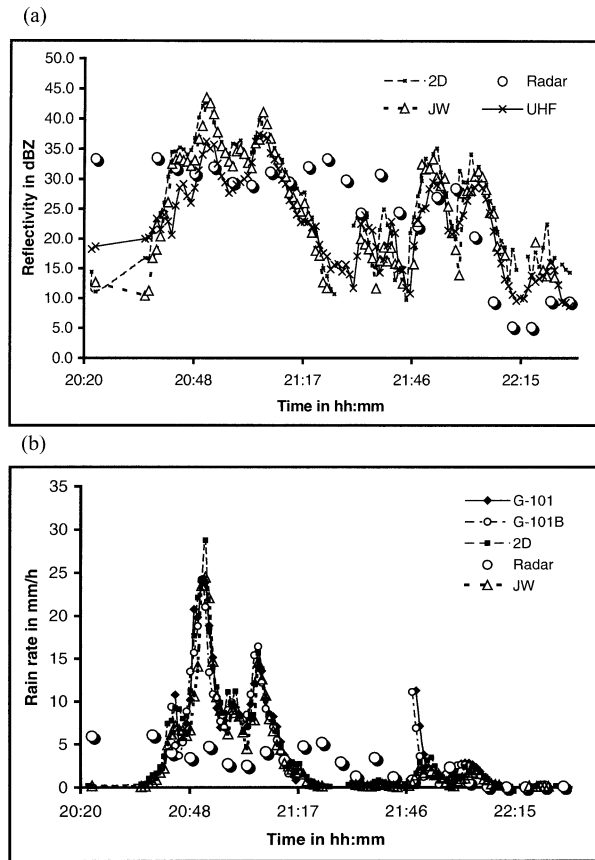 (a)
50.0
45.0
40.0
35.0
30.0
25.0
20.0
15.0
10.0
5.0
0.0
Reflectivity in dBZ
2D
Radar
JW
UHF
20:20 20:48 21:17 21:46 22:15
Time in hh:mm
(b)
35
30
25
20
15
10
5
0
Rain rate in mm/h
G-101
G-101B
2D
Radar
JW
20:20 20:48 21:17 21:46 22:15
Time in hh:mm